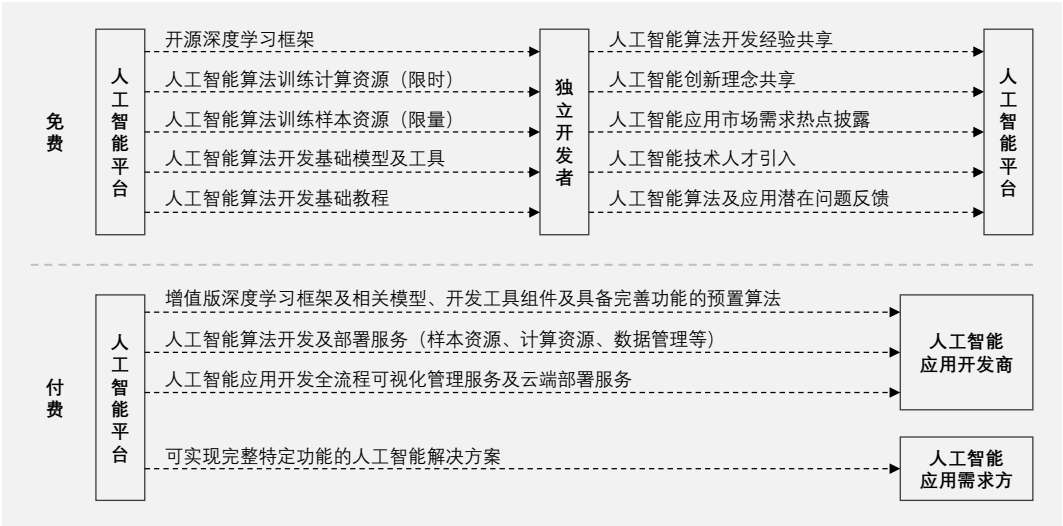 免费
人工智能平台
开源深度学习框架
人工智能算法训练计算资源（限时）
人工智能算法训练样本资源（限量）
人工智能算法开发基础模型及工具
人工智能算法开发基础教程
独立开发者
人工智能算法开发经验共享
人工智能创新理念共享
人工智能应用市场需求热点披露
人工智能技术人才引入
人工智能算法及应用潜在问题反馈
人工智能平台
付费
人工智能平台
增值版深度学习框架及相关模型、开发工具组件及具备完善功能的预置算法
人工智能算法开发及部署服务（样本资源、计算资源、数据管理等）
人工智能应用开发全流程可视化管理服务及云端部署服务
人工智能
应用开发商
可实现完整特定功能的人工智能解决方案
人工智能
应用需求方